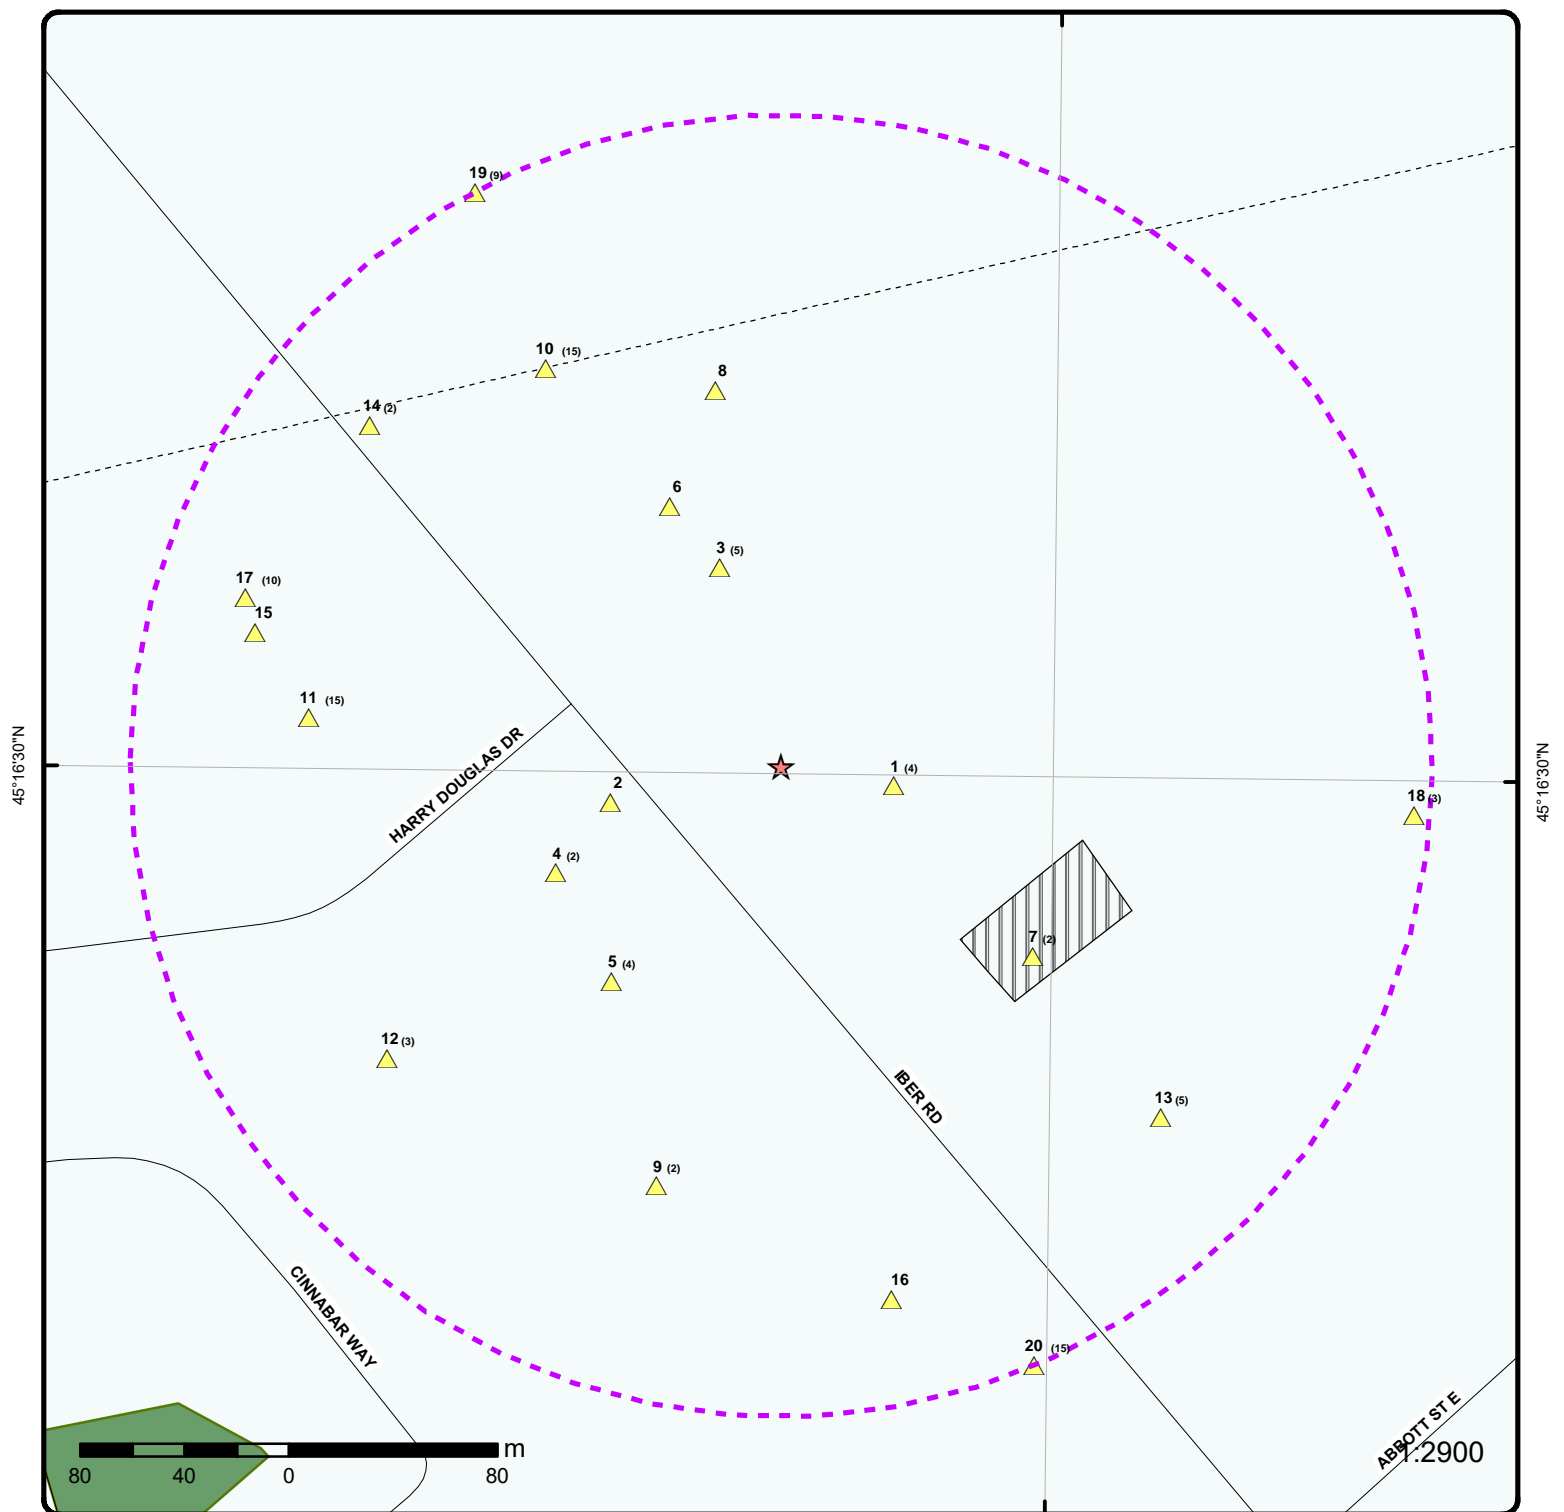 19 (9)
10 (15)
8
14 (2)
6
3 (5)
17 (10)
15
11 (15)
HARRY DOUGLAS DR
45°16'30"N
45°16'30"N
1 (4)
2
18 (3)
4 (2)
7 (2)
5 (4)
12 (3)
IBER RD
13 (5)
9 (2)
16
CINNABAR WAY
20 (15)
ABBOTT ST E
1:2900
m
80 40 0 80